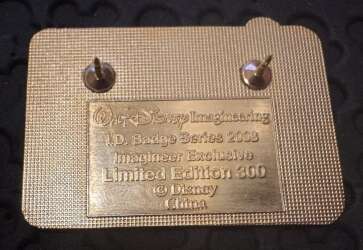 Walt Disney Imagineering
I.D. Badge Series 2008
Imagineer Exclusive
Limited Edition 300
© Disney
China